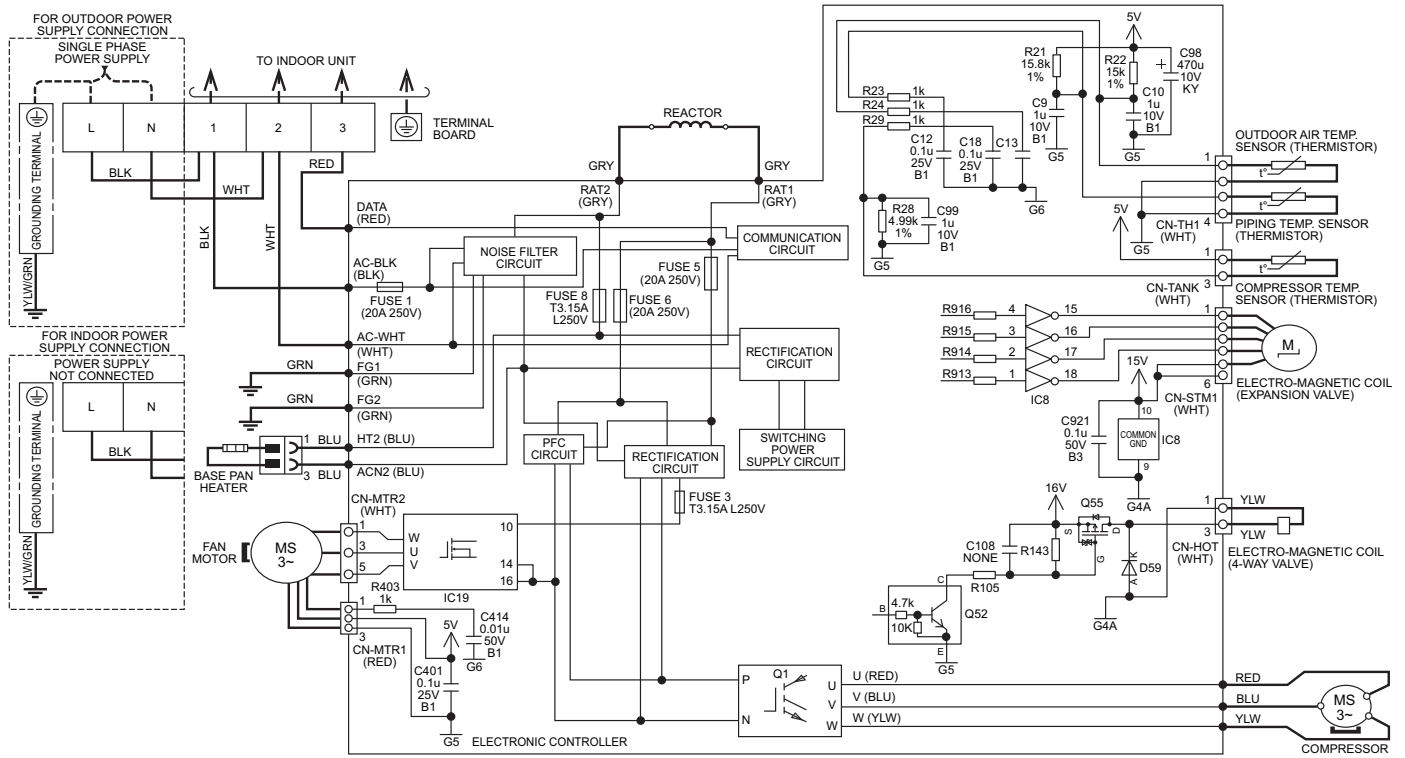 FOR OUTDOOR POWER
SUPPLY CONNECTION
SINGLE PHASE
POWER SUPPLY
TO INDOOR UNIT
GROUNDING TERMINAL
L
N
1
2
3
TERMINAL
BOARD
BLK
WHT
RED
BLK
WHT
YLW/GRN
FOR INDOOR POWER
SUPPLY CONNECTION
POWER SUPPLY
NOT CONNECTED
GROUNDING TERMINAL
L
N
BLK
YLW/GRN
REACTOR
GRY
GRY
RAT2
(GRY)
RAT1
(GRY)
DATA
(RED)
AC-BLK
(BLK)
FUSE 1
(20A 250V)
NOISE FILTER
CIRCUIT
COMMUNICATION
CIRCUIT
FUSE 5
(20A 250V)
FUSE 8
T3.15A
L250V
FUSE 6
(20A 250V)
AC-WHT
(WHT)
GRN
FG1
(GRN)
GRN
FG2
(GRN)
RECTIFICATION
CIRCUIT
SWITCHING
POWER
SUPPLY CIRCUIT
BASE PAN
HEATER
1
BLU
HT2 (BLU)
3
BLU
ACN2 (BLU)
PFC
CIRCUIT
RECTIFICATION
CIRCUIT
FUSE 3
T3.15A L250V
CN-MTR2
(WHT)
FAN
MOTOR
MS
3~
1
3
5
W
U
V
10
14
16
IC19
R403
1k
1
3
CN-MTR1
(RED)
5V
C414
0.01u
50V
B1
G6
C401
0.1u
25V
B1
G5
ELECTRONIC CONTROLLER
5V
R21
15.8k
1%
R22
15k
1%
C98
470u
10V
KY
+
C9
1u
10V
B1
C10
1u
10V
B1
G5
G5
R23
1k
R24
1k
R29
1k
C12
0.1u
25V
B1
C18
0.1u
25V
B1
C13
G6
R28
4.99k
1%
C99
1u
10V
B1
G5
OUTDOOR AIR TEMP.
SENSOR (THERMISTOR)
1
t°
t°
4
5V
G5
CN-TH1
(WHT)
PIPING TEMP. SENSOR
(THERMISTOR)
1
t°
3
CN-TANK
(WHT)
COMPRESSOR TEMP.
SENSOR (THERMISTOR)
R916
4
15
R915
3
16
R914
2
17
R913
1
18
IC8
1
6
M
ELECTRO-MAGNETIC COIL
(EXPANSION VALVE)
CN-STM1
(WHT)
15V
C921
0.1u
50V
B3
10
COMMON
GND
IC8
9
G4A
16V
Q55
S
D
G
C108
NONE
R143
R105
K
D59
A
G4A
1
YLW
3
YLW
CN-HOT
(WHT)
ELECTRO-MAGNETIC COIL
(4-WAY VALVE)
B
4.7k
10K
C
Q52
E
G5
P
N
Q1
U
V
W
U (RED)
V (BLU)
W (YLW)
RED
BLU
YLW
MS
3~
COMPRESSOR